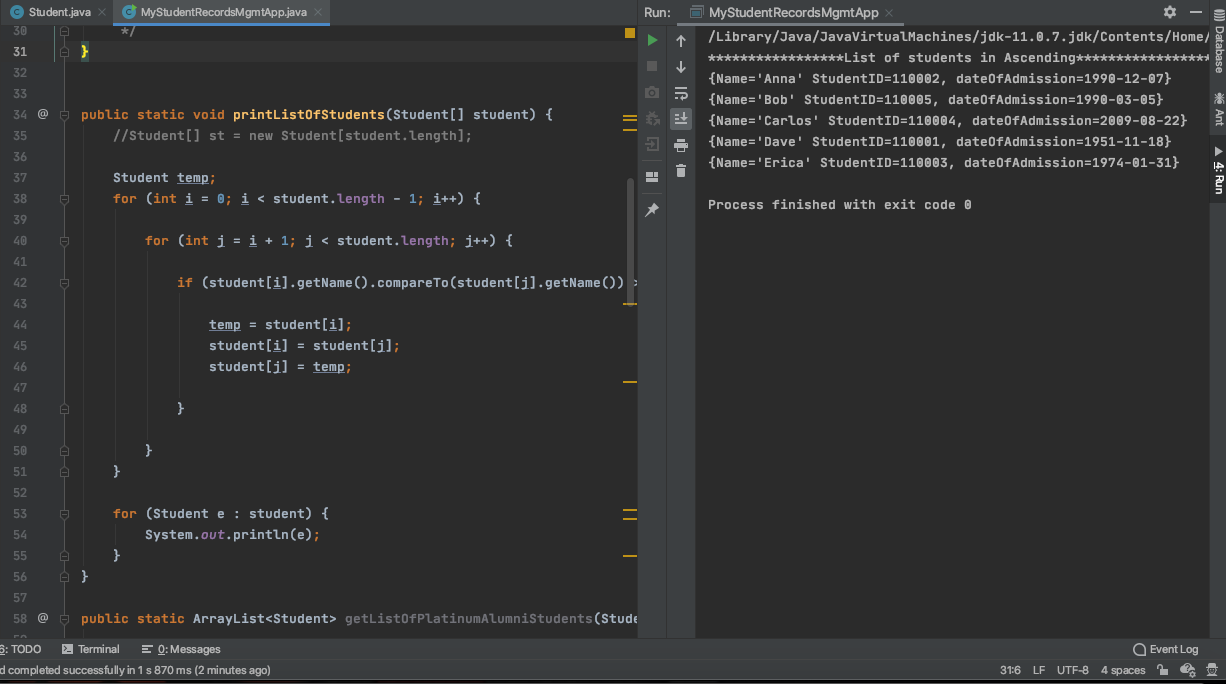 Student.java
MyStudentRecordsMgmtApp.java
Run:
MyStudentRecordsMgmtApp
30 */
31 }
32
33
34 @ public static void printListOfStudents(Student[] student) {
35 //Student[] st = new Student[student.length];
36
37 Student temp;
38 for (int i = 0; i < student.length - 1; i++) {
39
40 for (int j = i + 1; j < student.length; j++) {
41
42 if (student[i].getName().compareTo(student[j].getName()) >
43
44 temp = student[i];
45 student[i] = student[j];
46 student[j] = temp;
47
48 }
49
50 }
51 }
52
53 for (Student e : student) {
54 System.out.println(e);
55 }
56 }
57
58 @ public static ArrayList<Student> getListOfPlatinumAlumniStudents(Stude
/Library/Java/JavaVirtualMachines/jdk-11.0.7.jdk/Contents/Home/
*****************List of students in Ascending*****************
{Name='Anna' StudentID=110002, dateOfAdmission=1990-12-07}
{Name='Bob' StudentID=110005, dateOfAdmission=1990-03-05}
{Name='Carlos' StudentID=110004, dateOfAdmission=2009-08-22}
{Name='Dave' StudentID=110001, dateOfAdmission=1951-11-18}
{Name='Erica' StudentID=110003, dateOfAdmission=1974-01-31}
Process finished with exit code 0
Database
Ant
4: Run
6: TODO
Terminal
0: Messages
Event Log
d completed successfully in 1 s 870 ms (2 minutes ago)
31:6 LF UTF-8 4 spaces